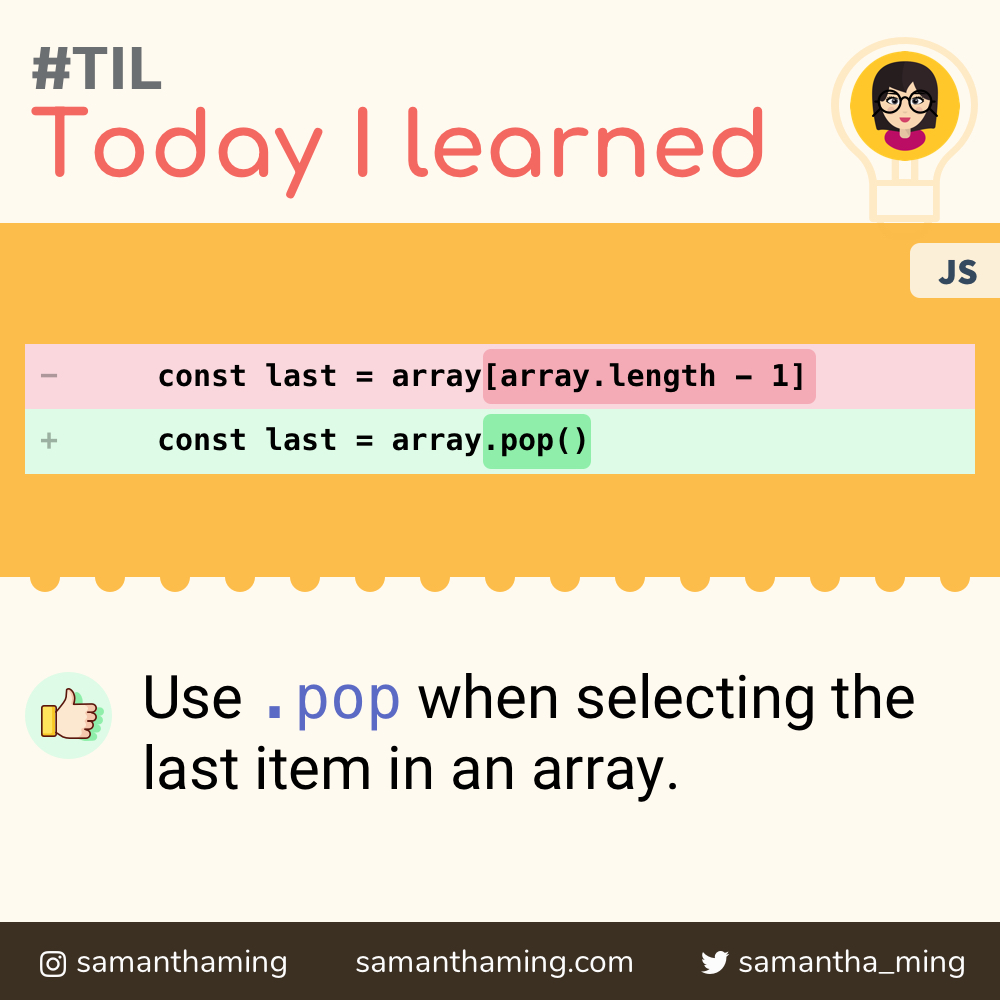 #TIL
Today I learned
JS
− const last = array[array.length − 1]
+ const last = array.pop()
Use .pop when selecting the
last item in an array.
samanthaming samanthaming.com samantha_ming